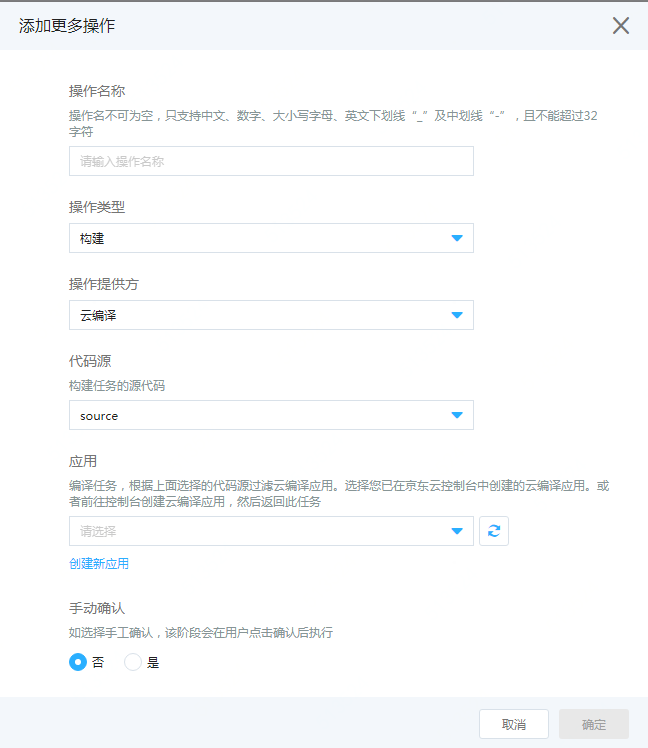 添加更多操作
操作名称
操作名不可为空，只支持中文、数字、大小写字母、英文下划线“_”及中划线“-”，且不能超过32
字符
请输入操作名称
操作类型
构建
操作提供方
云编译
代码源
构建任务的源代码
source
应用
编译任务，根据上面选择的代码源过滤云编译应用。选择您已在京东云控制台中创建的云编译应用。或
者前往控制台创建云编译应用，然后返回此任务
请选择
创建新应用
手动确认
如选择手工确认，该阶段会在用户点击确认后执行
否 是
取消 确定